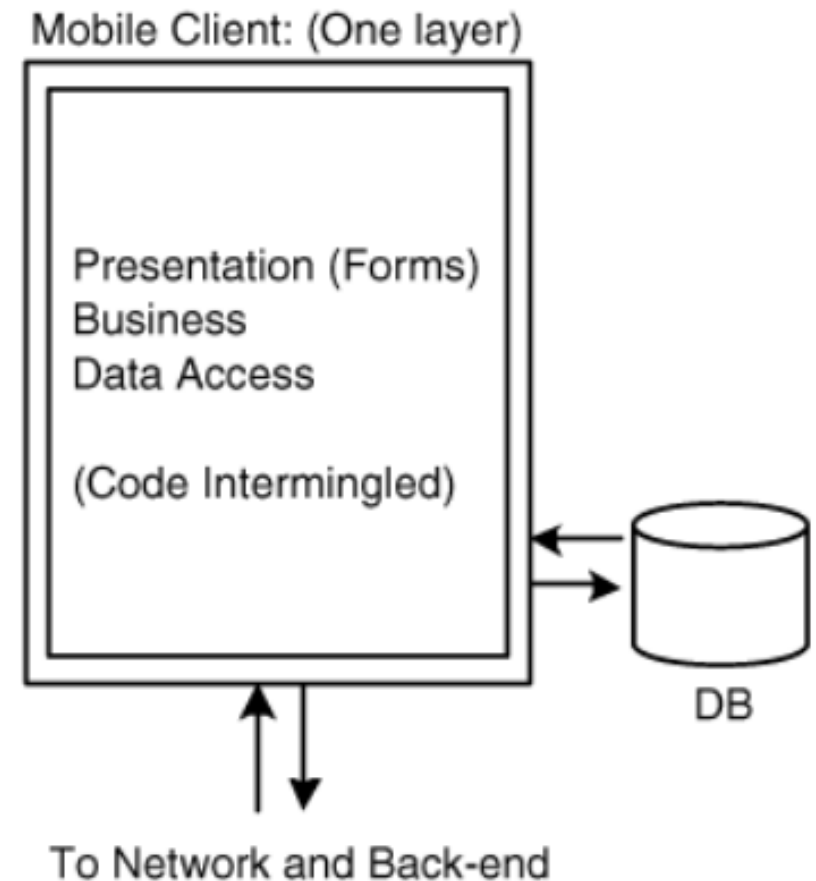 Mobile Client: (One layer)
Presentation (Forms)
Business
Data Access
(Code Intermingled)
DB
To Network and Back-end